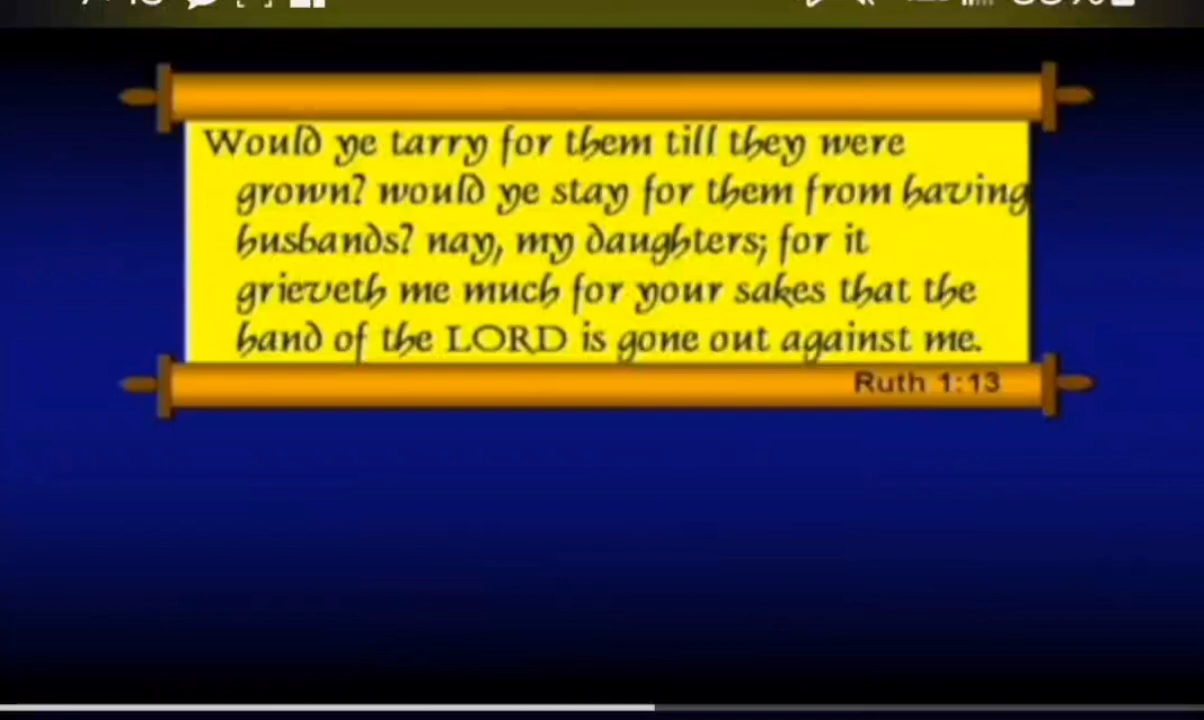 Would ye tarry for them till they were
grown? would ye stay for them from having
husbands? nay, my daughters; for it
grieveth me much for your sakes that the
hand of the LORD is gone out against me.
Ruth 1:13